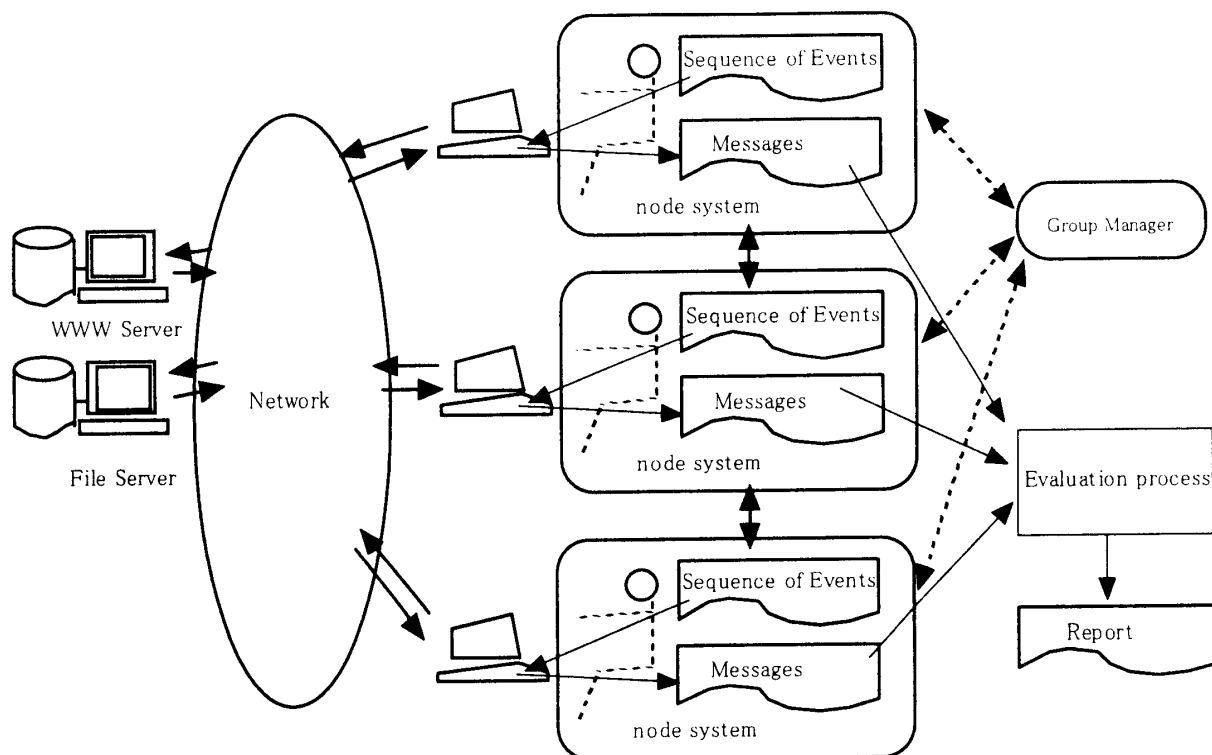 Sequence of Events
Messages
node system
Group Manager
WWW Server
Sequence of Events
Messages
node system
Network
File Server
Evaluation process
Sequence of Events
Messages
node system
Report